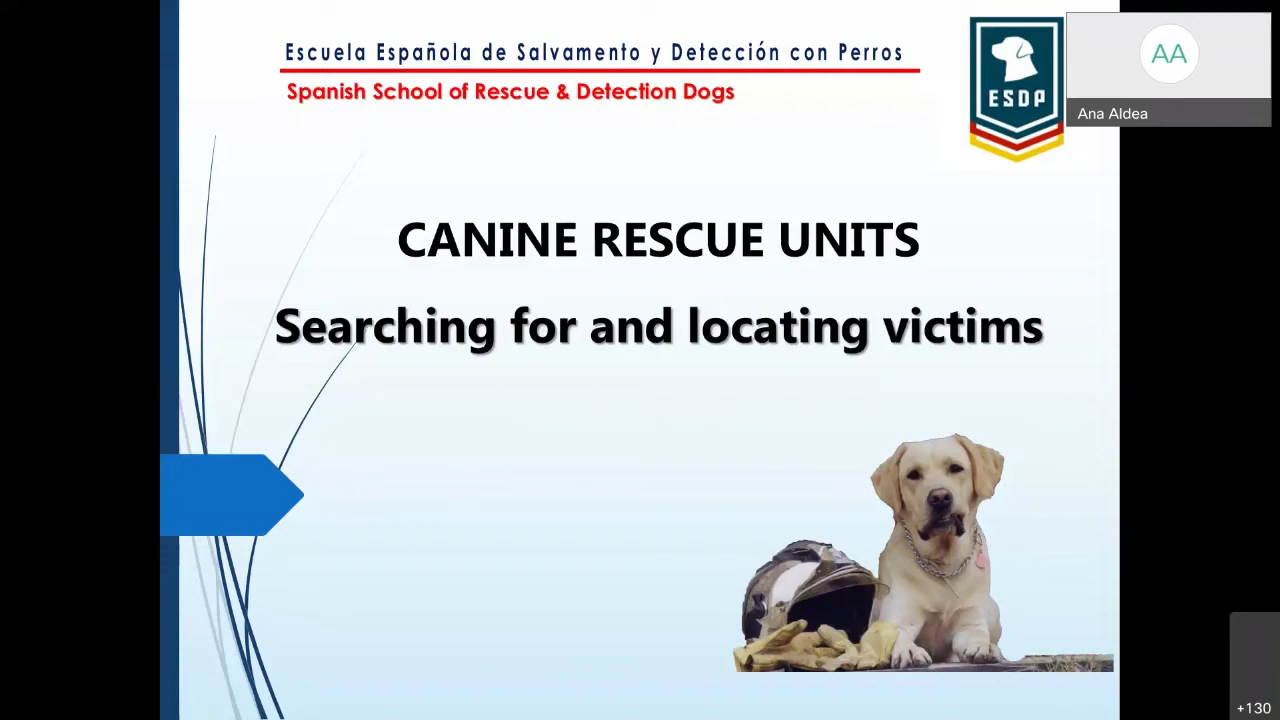 Escuela Española de Salvamento y Detección con Perros
Spanish School of Rescue & Detection Dogs
ESDP
AA
Ana Aldea
CANINE RESCUE UNITS
Searching for and locating victims
+130